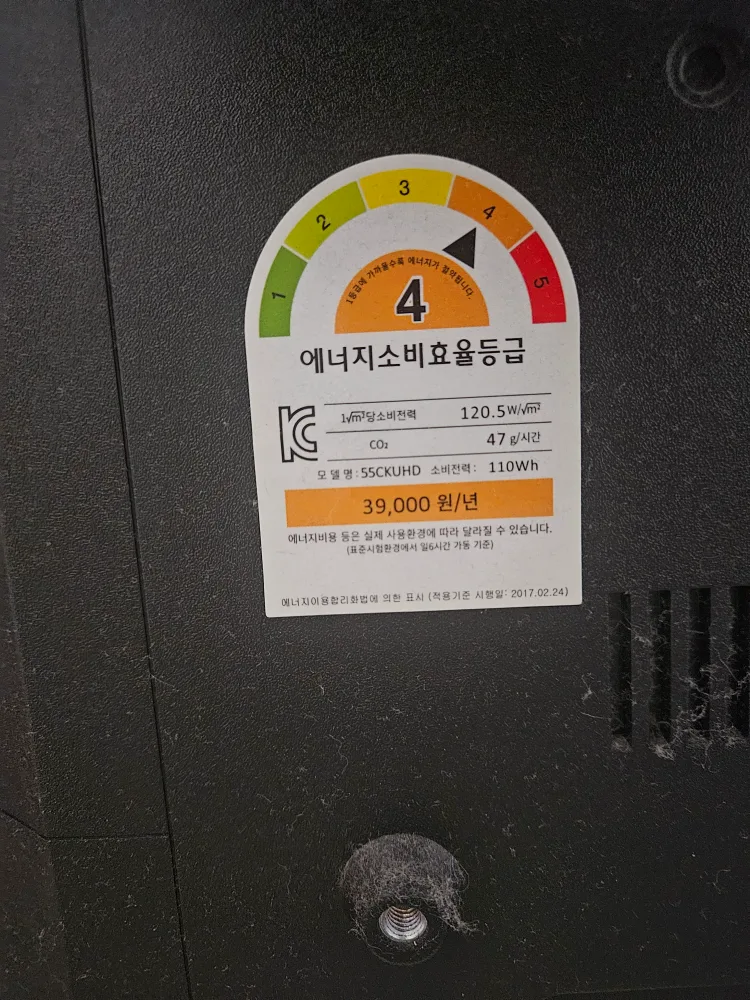 1 2 3 4 5
1등급에 가까울수록 에너지가 절약됩니다.
4
에너지소비효율등급
1√m²당소비전력 120.5W/√m²
CO₂ 47 g/시간
모 델 명 : 55CKUHD 소비전력 : 110Wh
39,000 원/년
에너지비용 등은 실제 사용환경에 따라 달라질 수 있습니다.
(표준시험환경에서 일6시간 가동 기준)
에너지이용합리화법에 의한 표시 (적용기준 시행일: 2017.02.24)